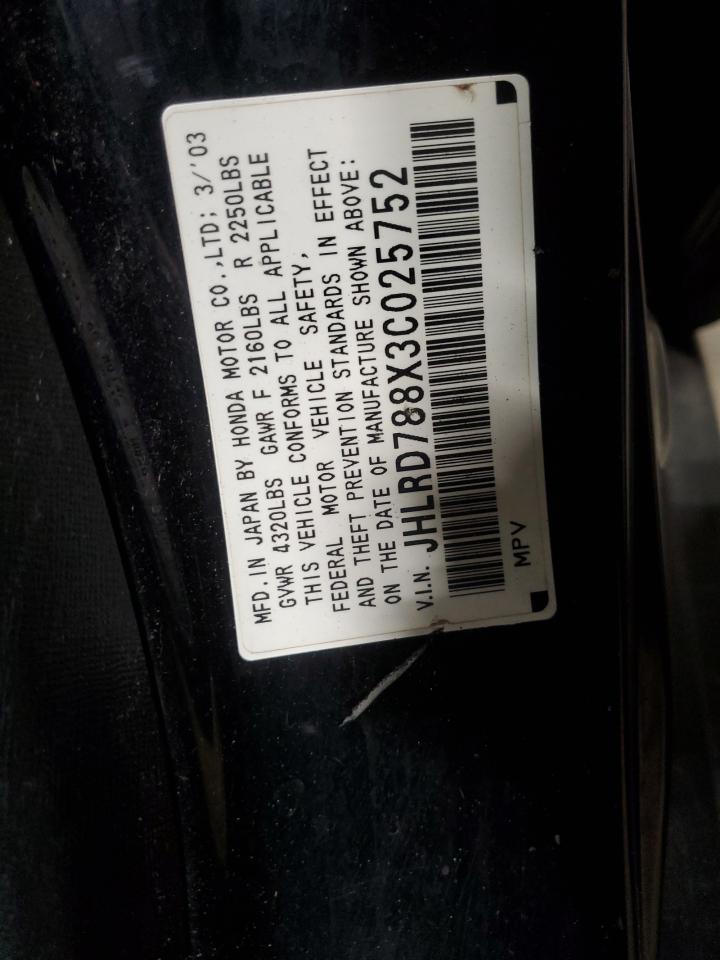 MFD. IN JAPAN BY HONDA MOTOR CO.,LTD; 3/'03
GVWR 4320LBS GAWR F 2160LBS R 2250LBS
THIS VEHICLE CONFORMS TO ALL APPLICABLE
FEDERAL MOTOR VEHICLE SAFETY,
AND THEFT PREVENTION STANDARDS IN EFFECT
ON THE DATE OF MANUFACTURE SHOWN ABOVE:
V.I.N. JHLRD788X3C025752
MPV